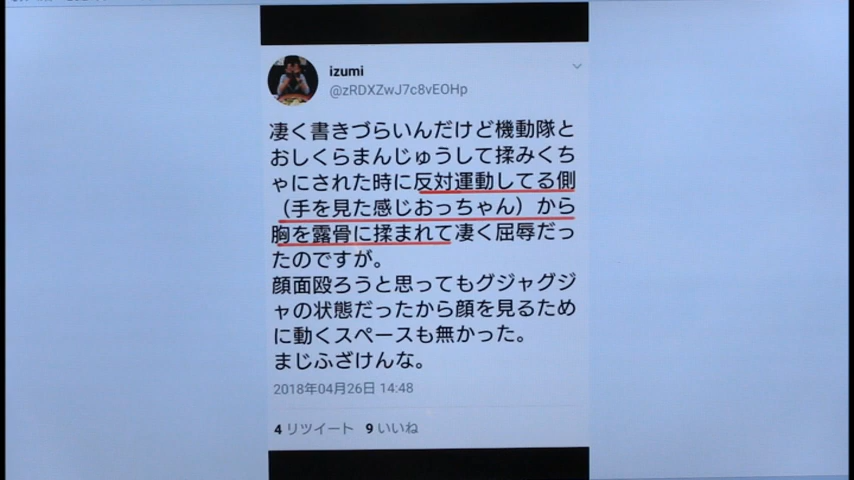 izumi
@zRDXZwJ7c8vEOHp
凄く書きづらいんだけど機動隊と
おしくらまんじゅうして揉みくち
ゃにされた時に反対運動してる側
（手を見た感じおっちゃん）から
胸を露骨に揉まれて凄く屈辱だっ
たのですが。
顔面殴ろうと思ってもグジャグジ
ャの状態だったから顔を見るため
に動くスペースも無かった。
まじふざけんな。
2018年04月26日 14:48
4 リツイート 9 いいね